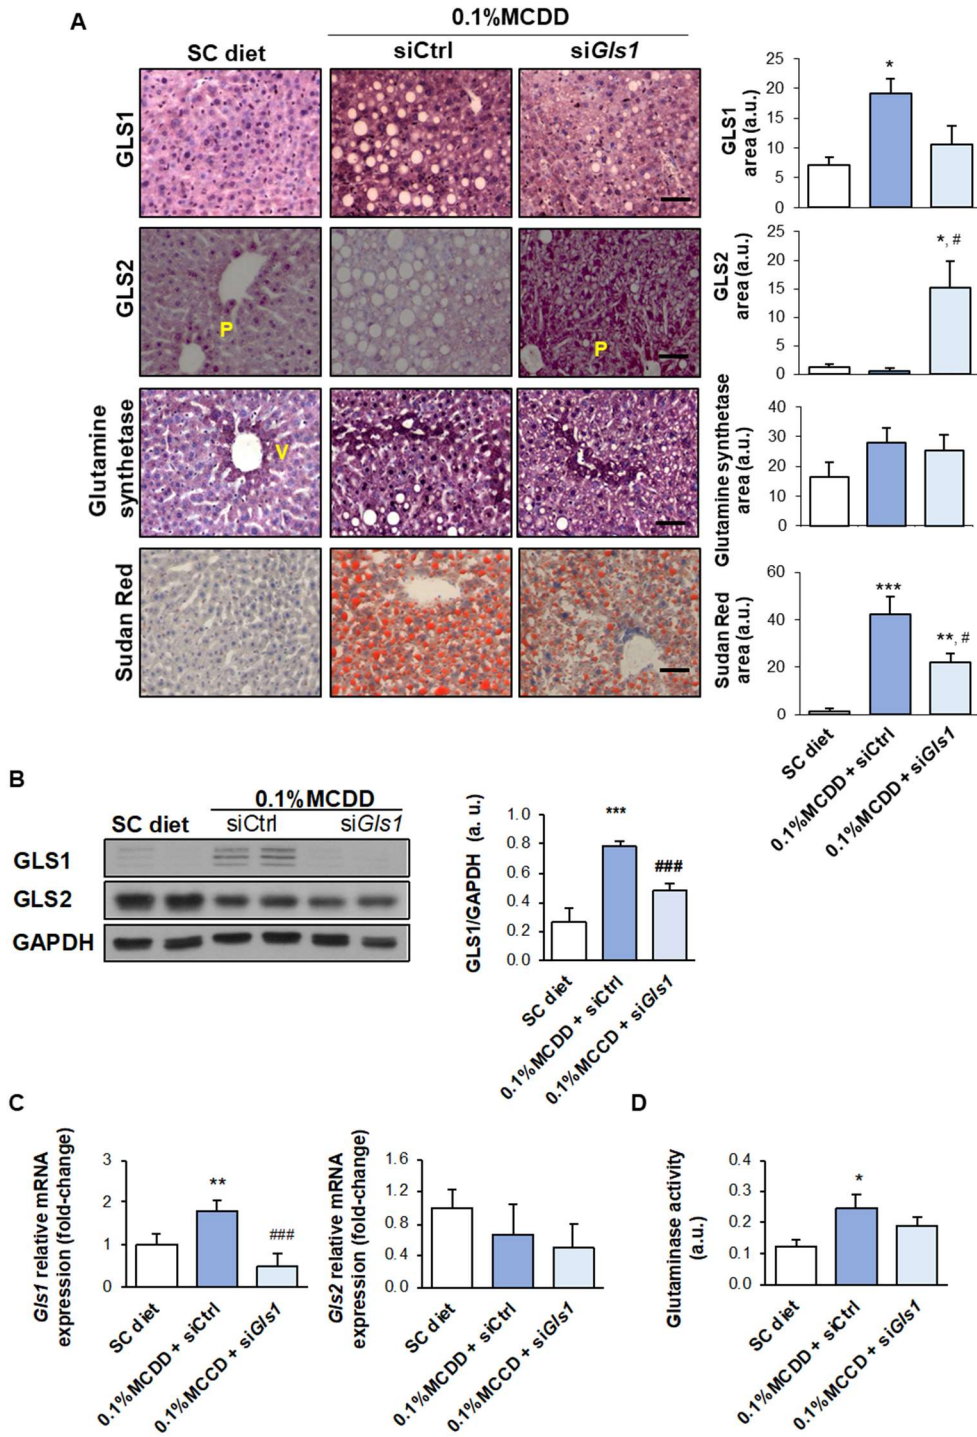 A
0.1%MCDD
SC diet
siCtrl
siGls1
GLS1
GLS1
area (a.u.)
25
20
15
10
5
0
*
GLS2
P
P
GLS2
area (a.u.)
25
20
15
10
5
0
*, #
Glutamine
synthetase
V
Glutamine synthetase
area (a.u.)
40
30
20
10
0
Sudan Red
Sudan Red
area (a.u.)
60
40
20
0
***
**, #
SC diet
0.1%MCDD + siCtrl
0.1%MCCD + siGls1
B
0.1%MCDD
SC diet
siCtrl
siGls1
GLS1
GLS2
GAPDH
GLS1/GAPDH (a. u.)
1.0
0.8
0.6
0.4
0.2
0.0
***
###
SC diet
0.1%MCDD + siCtrl
0.1%MCCD + siGls1
C
Gls1 relative mRNA
expression (fold-change)
3
2
1
0
**
###
SC diet
0.1%MCDD + siCtrl
0.1%MCCD + siGls1
Gls2 relative mRNA
expression (fold-change)
1.6
1.2
0.8
0.4
0.0
SC diet
0.1%MCDD + siCtrl
0.1%MCCD + siGls1
D
Glutaminase activity
(a.u.)
0.4
0.3
0.2
0.1
0.0
*
SC diet
0.1%MCDD + siCtrl
0.1%MCCD + siGls1